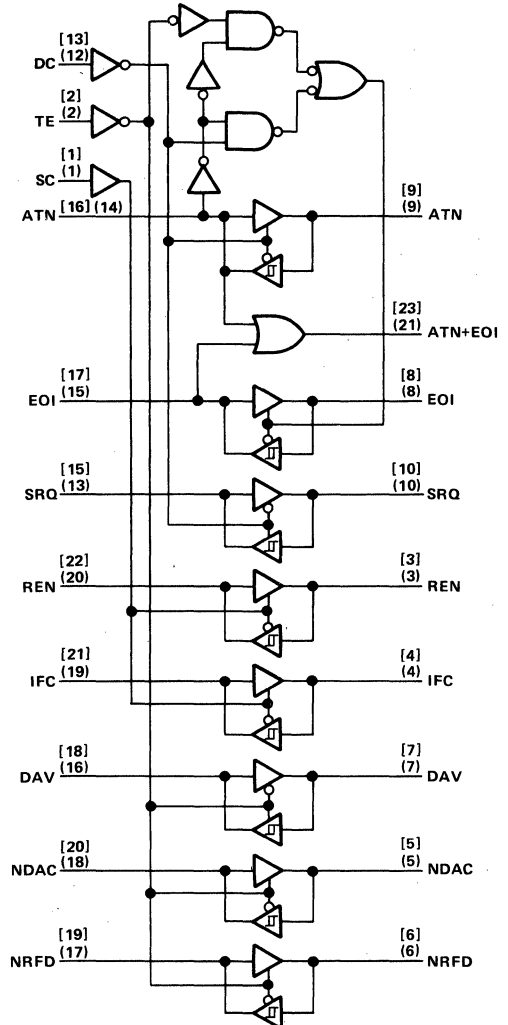 [13]
DC (12)
[2]
TE (2)
[1]
SC (1)
ATN [16] (14)
[9]
(9) ATN
[23]
(21) ATN+EOI
[17]
EOI (15)
[8]
(8) EOI
[15]
SRQ (13)
[10]
(10) SRQ
[22]
REN (20)
[3]
(3) REN
[21]
IFC (19)
[4]
(4) IFC
[18]
DAV (16)
[7]
(7) DAV
[20]
NDAC (18)
[5]
(5) NDAC
[19]
NRFD (17)
[6]
(6) NRFD